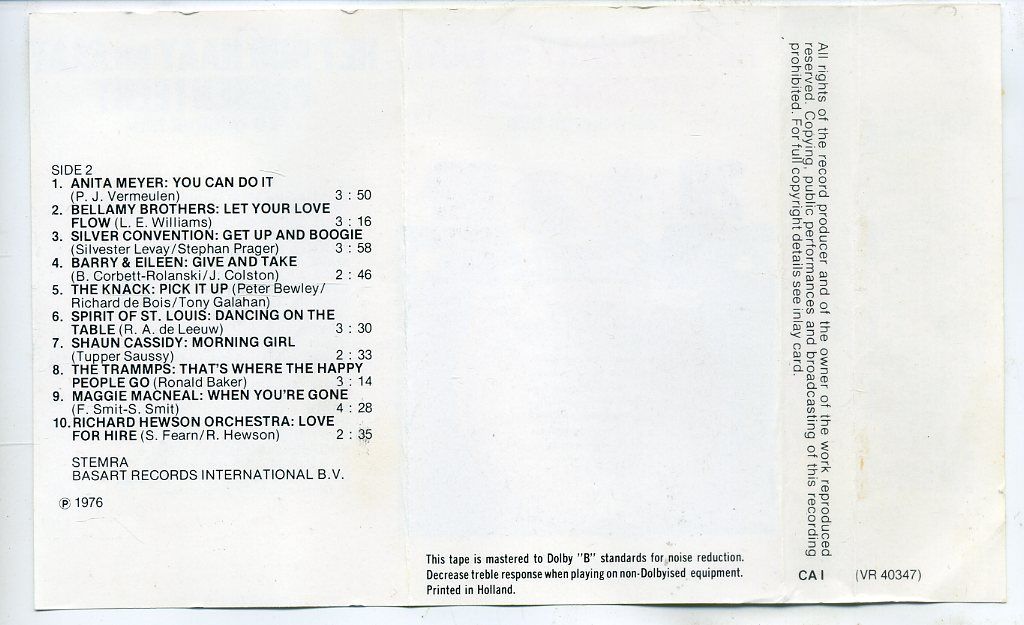 SIDE 2
1. ANITA MEYER: YOU CAN DO IT
(P. J. Vermeulen) 3 : 50
2. BELLAMY BROTHERS: LET YOUR LOVE
FLOW (L. E. Williams) 3 : 16
3. SILVER CONVENTION: GET UP AND BOOGIE
(Silvester Levay/Stephan Prager) 3 : 58
4. BARRY & EILEEN: GIVE AND TAKE
(B. Corbett-Rolanski/J. Colston) 2 : 46
5. THE KNACK: PICK IT UP (Peter Bewley/
Richard de Bois/Tony Galahan)
6. SPIRIT OF ST. LOUIS: DANCING ON THE
TABLE (R. A. de Leeuw) 3 : 30
7. SHAUN CASSIDY: MORNING GIRL
(Tupper Saussy) 2 : 33
8. THE TRAMMPS: THAT'S WHERE THE HAPPY
PEOPLE GO (Ronald Baker) 3 : 14
9. MAGGIE MACNEAL: WHEN YOU'RE GONE
(F. Smit-S. Smit) 4 : 28
10. RICHARD HEWSON ORCHESTRA: LOVE
FOR HIRE (S. Fearn/R. Hewson) 2 : 35
STEMRA
BASART RECORDS INTERNATIONAL B.V.
℗ 1976
This tape is mastered to Dolby "B" standards for noise reduction.
Decrease treble response when playing on non-Dolbyised equipment.
Printed in Holland.
All rights of the record producer and of the owner of the work reproduced
reserved. Copying, public performances and broadcasting of this recording
prohibited. For full copyright details see inlay card.
CA I (VR 40347)